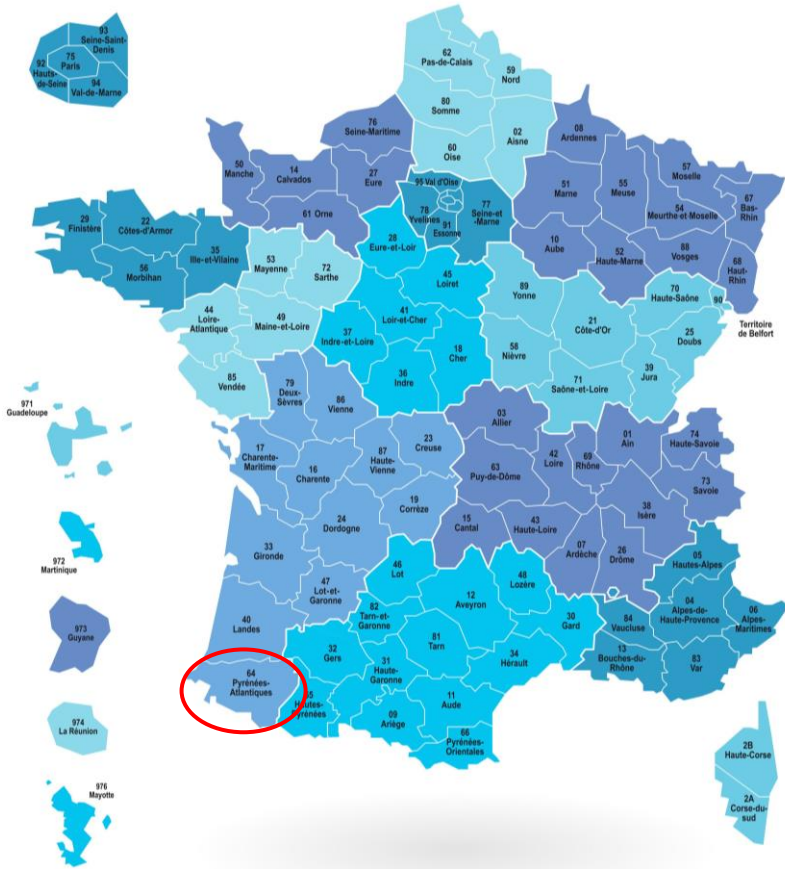 93
Seine-Saint-
Denis
92
Hauts-
de-Seine
75
Paris
94
Val-de-Marne
62
Pas-de-Calais
59
Nord
80
Somme
02
Aisne
60
Oise
76
Seine-Maritime
27
Eure
50
Manche
14
Calvados
61 Orne
08
Ardennes
51
Marne
55
Meuse
57
Moselle
54
Meurthe-et-Moselle
67
Bas-
Rhin
10
Aube
52
Haute-Marne
88
Vosges
68
Haut-
Rhin
95 Val d'Oise
78
Yvelines
91
Essonne
77
Seine-et-
Marne
29
Finistère
22
Côtes-d'Armor
35
Ille-et-Vilaine
56
Morbihan
53
Mayenne
72
Sarthe
44
Loire-
Atlantique
49
Maine-et-Loire
85
Vendée
28
Eure-et-Loir
45
Loiret
41
Loir-et-Cher
37
Indre-et-Loire
18
Cher
36
Indre
89
Yonne
21
Côte-d'Or
58
Nièvre
71
Saône-et-Loire
70
Haute-Saône
90
Territoire
de Belfort
25
Doubs
39
Jura
971
Guadeloupe
972
Martinique
973
Guyane
974
La Réunion
976
Mayotte
79
Deux-
Sèvres
86
Vienne
17
Charente-
Maritime
16
Charente
87
Haute-
Vienne
23
Creuse
19
Corrèze
24
Dordogne
33
Gironde
47
Lot-et-
Garonne
40
Landes
64
Pyrénées-
Atlantiques
03
Allier
63
Puy-de-Dôme
42
Loire
69
Rhône
01
Ain
74
Haute-Savoie
73
Savoie
38
Isère
15
Cantal
43
Haute-Loire
07
Ardèche
26
Drôme
46
Lot
12
Aveyron
48
Lozère
30
Gard
82
Tarn-et-
Garonne
81
Tarn
34
Hérault
32
Gers
31
Haute-
Garonne
65
Hautes-
Pyrénées
09
Ariège
11
Aude
66
Pyrénées-
Orientales
05
Hautes-Alpes
04
Alpes-de-
Haute-Provence
06
Alpes-
Maritimes
84
Vaucluse
13
Bouches-du-
Rhône
83
Var
2B
Haute-Corse
2A
Corse-du-
sud